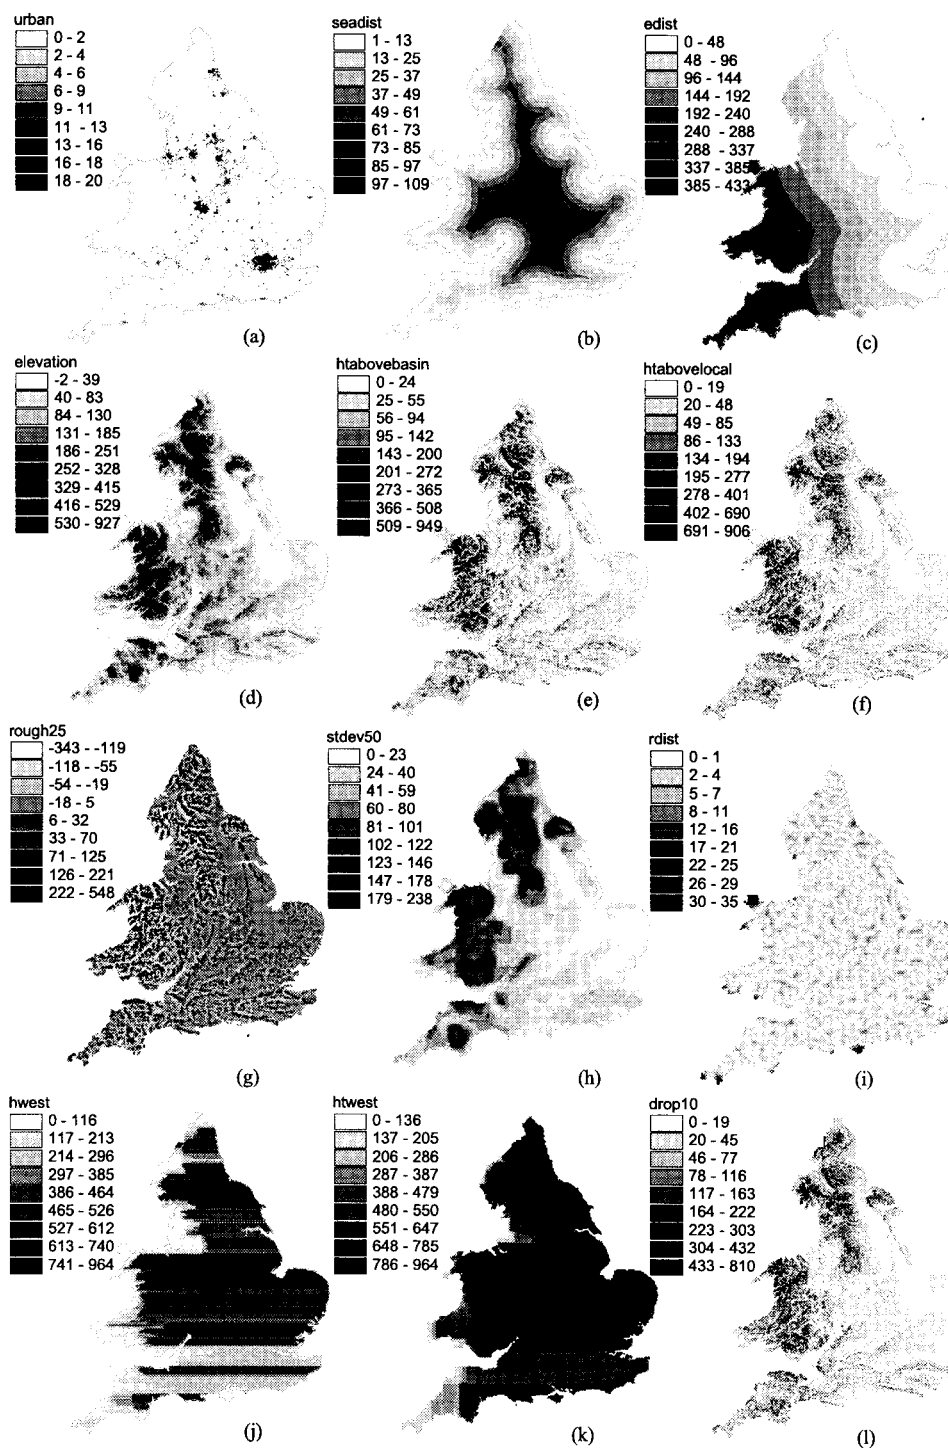 urban
0 - 2
2 - 4
4 - 6
6 - 9
9 - 11
11 - 13
13 - 16
16 - 18
18 - 20
(a)
seadist
1 - 13
13 - 25
25 - 37
37 - 49
49 - 61
61 - 73
73 - 85
85 - 97
97 - 109
(b)
edist
0 - 48
48 - 96
96 - 144
144 - 192
192 - 240
240 - 288
288 - 337
337 - 385
385 - 433
(c)
elevation
-2 - 39
40 - 83
84 - 130
131 - 185
186 - 251
252 - 328
329 - 415
416 - 529
530 - 927
(d)
htabovebasin
0 - 24
25 - 55
56 - 94
95 - 142
143 - 200
201 - 272
273 - 365
366 - 508
509 - 949
(e)
htabovelocal
0 - 19
20 - 48
49 - 85
86 - 133
134 - 194
195 - 277
278 - 401
402 - 690
691 - 906
(f)
rough25
-343 - -119
-118 - -55
-54 - -19
-18 - 5
6 - 32
33 - 70
71 - 125
126 - 221
222 - 548
(g)
stdev50
0 - 23
24 - 40
41 - 59
60 - 80
81 - 101
102 - 122
123 - 146
147 - 178
179 - 238
(h)
rdist
0 - 1
2 - 4
5 - 7
8 - 11
12 - 16
17 - 21
22 - 25
26 - 29
30 - 35
(i)
hwest
0 - 116
117 - 213
214 - 296
297 - 385
386 - 464
465 - 526
527 - 612
613 - 740
741 - 964
(j)
htwest
0 - 136
137 - 205
206 - 286
287 - 387
388 - 479
480 - 550
551 - 647
648 - 785
786 - 964
(k)
drop10
0 - 19
20 - 45
46 - 77
78 - 116
117 - 163
164 - 222
223 - 303
304 - 432
433 - 810
(l)